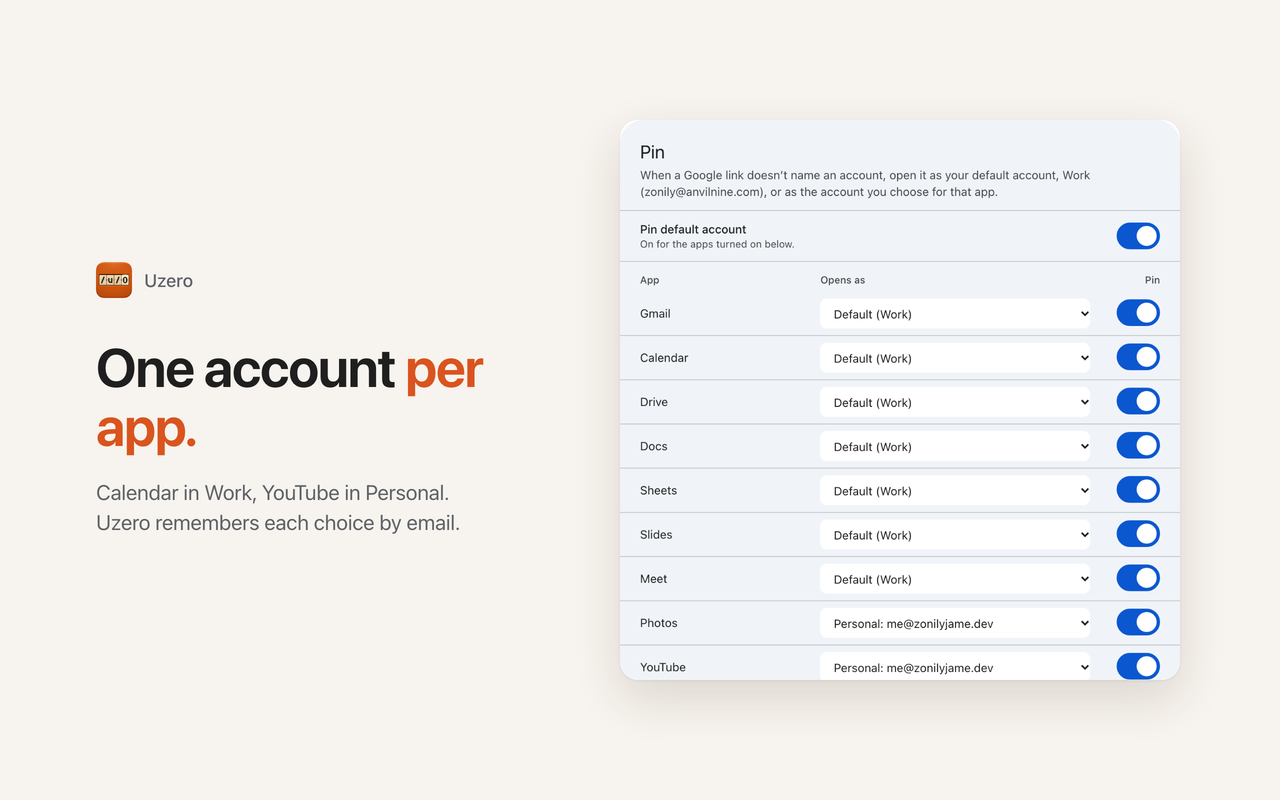 /u/0
Uzero
One account per
app.
Calendar in Work, YouTube in Personal.
Uzero remembers each choice by email.
Pin
When a Google link doesn’t name an account, open it as your default account, Work
(zonily@anvilnine.com), or as the account you choose for that app.
Pin default account
On for the apps turned on below.
App Opens as Pin
Gmail Default (Work)
Calendar Default (Work)
Drive Default (Work)
Docs Default (Work)
Sheets Default (Work)
Slides Default (Work)
Meet Default (Work)
Photos Personal: me@zonilyjame.dev
YouTube Personal: me@zonilyjame.dev